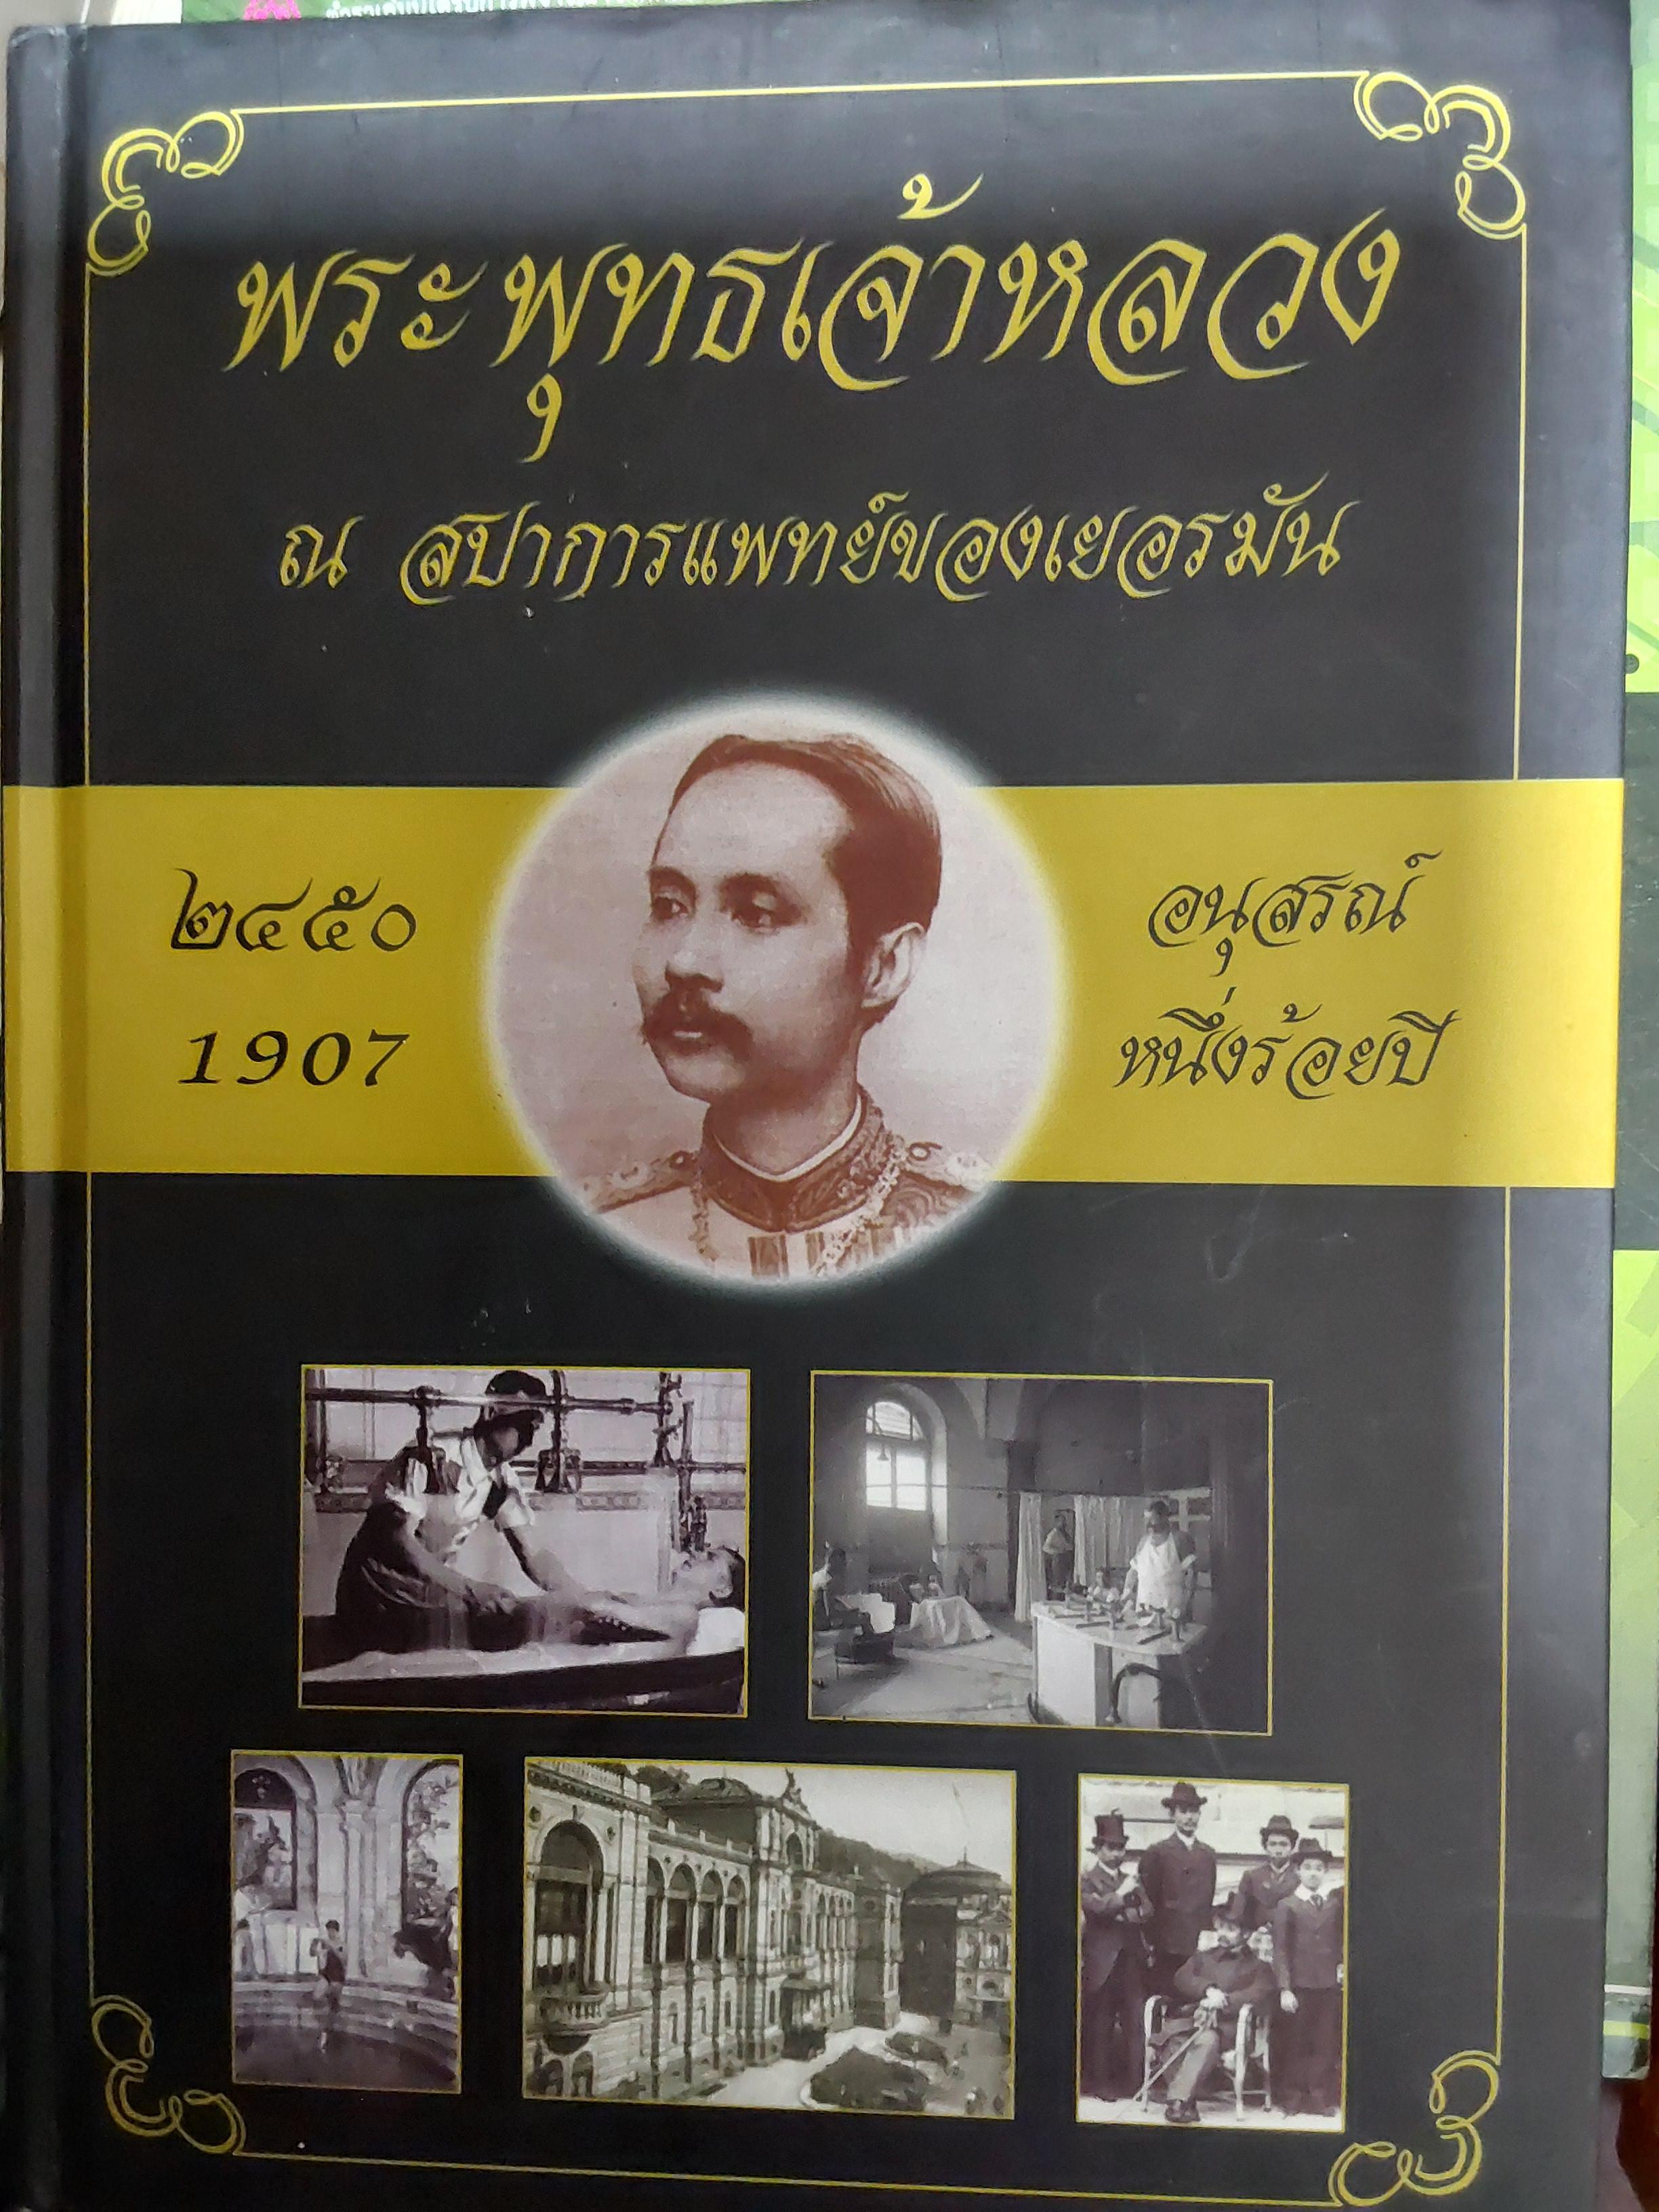 พระพุทธเจ้าหลวง
ณ สปาการแพทย์ของเยอรมัน
๒๔๕๐
1907
อนุสรณ์
หนึ่งร้อยปี